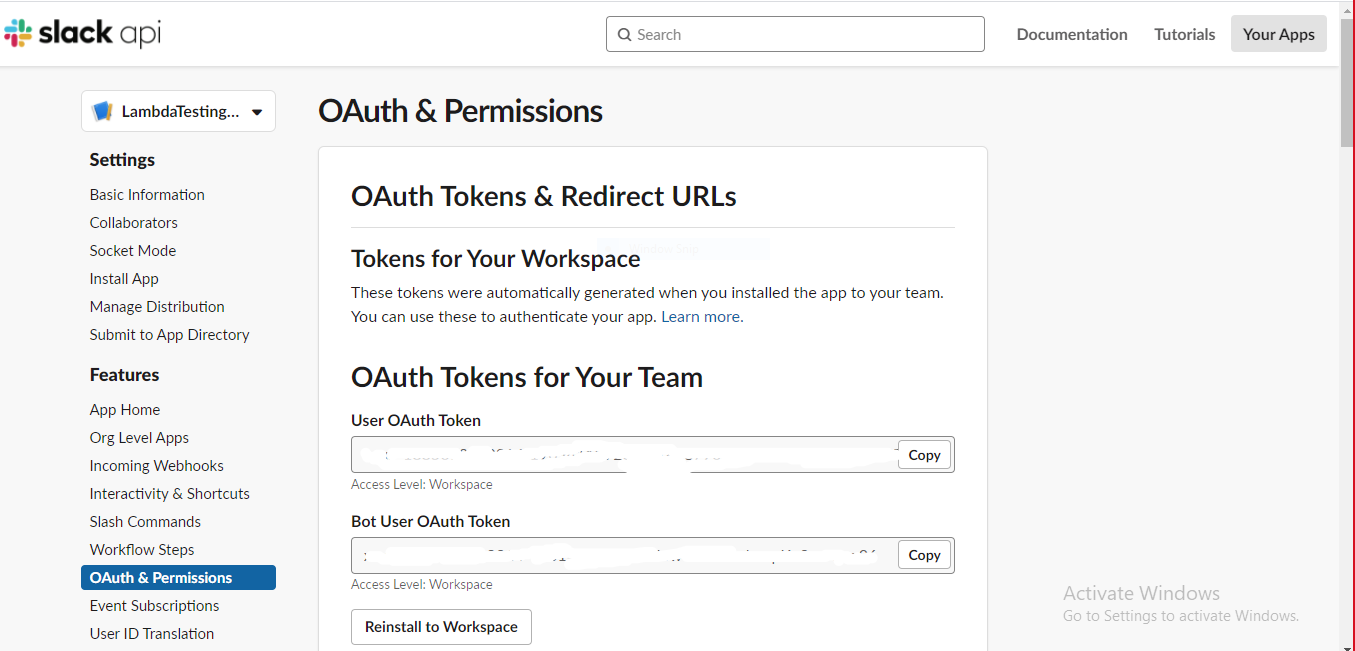 slack api
Search
Documentation
Tutorials
Your Apps
LambdaTesting...
Settings
Basic Information
Collaborators
Socket Mode
Install App
Manage Distribution
Submit to App Directory
Features
App Home
Org Level Apps
Incoming Webhooks
Interactivity & Shortcuts
Slash Commands
Workflow Steps
OAuth & Permissions
Event Subscriptions
User ID Translation
OAuth & Permissions
OAuth Tokens & Redirect URLs
Tokens for Your Workspace
These tokens were automatically generated when you installed the app to your team.
You can use these to authenticate your app. Learn more.
OAuth Tokens for Your Team
User OAuth Token
Copy
Access Level: Workspace
Bot User OAuth Token
Copy
Access Level: Workspace
Reinstall to Workspace
Activate Windows
Go to Settings to activate Windows.